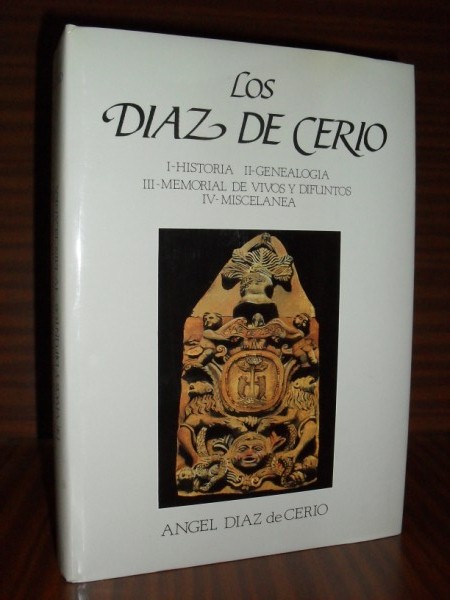 Los
DIAZ DE CERIO
I-HISTORIA II-GENEALOGIA
III-MEMORIAL DE VIVOS Y DIFUNTOS
IV-MISCELANEA
ANGEL DIAZ de CERIO